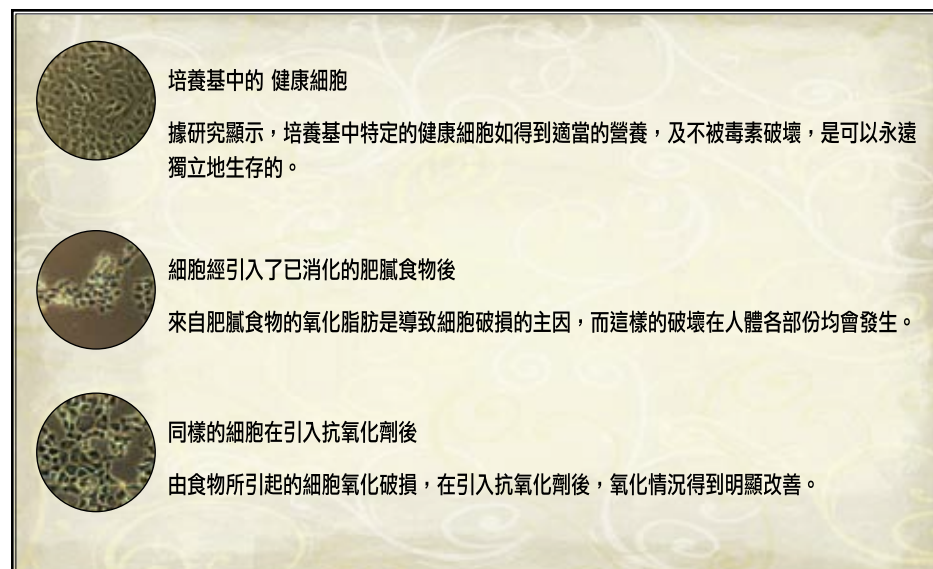 培養基中的 健康細胞
據研究顯示，培養基中特定的健康細胞如得到適當的營養，及不被毒素破壞，是可以永遠
獨立地生存的。
細胞經引入了已消化的肥膩食物後
來自肥膩食物的氧化脂肪是導致細胞破損的主因，而這樣的破壞在人體各部份均會發生。
同樣的細胞在引入抗氧化劑後
由食物所引起的細胞氧化破損，在引入抗氧化劑後，氧化情況得到明顯改善。